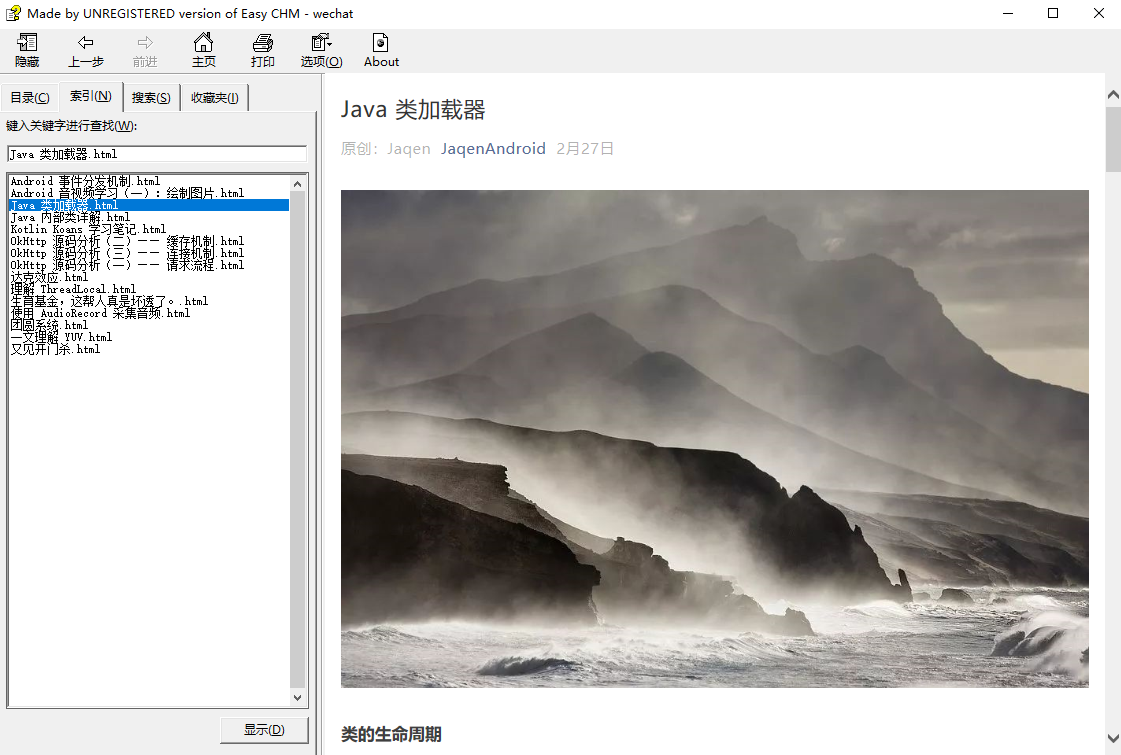 Made by UNREGISTERED version of Easy CHM - wechat
隐藏 上一步 前进 主页 打印 选项(O) About
目录(C) 索引(N) 搜索(S) 收藏夹(I)
键入关键字进行查找(W):
Java 类加载器.html
Android 事件分发机制.html
Android 音视频学习（一）：绘制图片.html
Java 类加载器.html
Java 内部类详解.html
Kotlin Koans 学习笔记.html
OkHttp 源码分析（二）—— 缓存机制.html
OkHttp 源码分析（三）—— 连接机制.html
OkHttp 源码分析（一）—— 请求流程.html
达克效应.html
理解 ThreadLocal.html
生肖基金，这帮人真是坏透了。.html
使用 AudioRecord 采集音频.html
团圆系统.html
一文理解 YUV.html
又见开门杀.html
显示(D)
Java 类加载器
原创：Jaqen JaqenAndroid 2月27日
类的生命周期